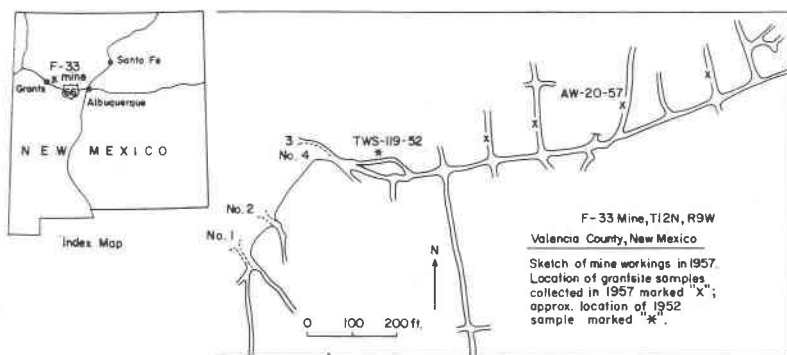 F-33
mine
Santa Fe
Grants
66
Albuquerque
NEW MEXICO
Index Map
3
No. 4
TWS-119-52
*
AW-20-57
X
X
X
X
No. 2
No. 1
N
0 100 200 ft.
F-33 Mine, T12N, R9W
Valencia County, New Mexico
Sketch of mine workings in 1957.
Location of grantsite samples
collected in 1957 marked "X";
approx. location of 1952
sample marked "*".